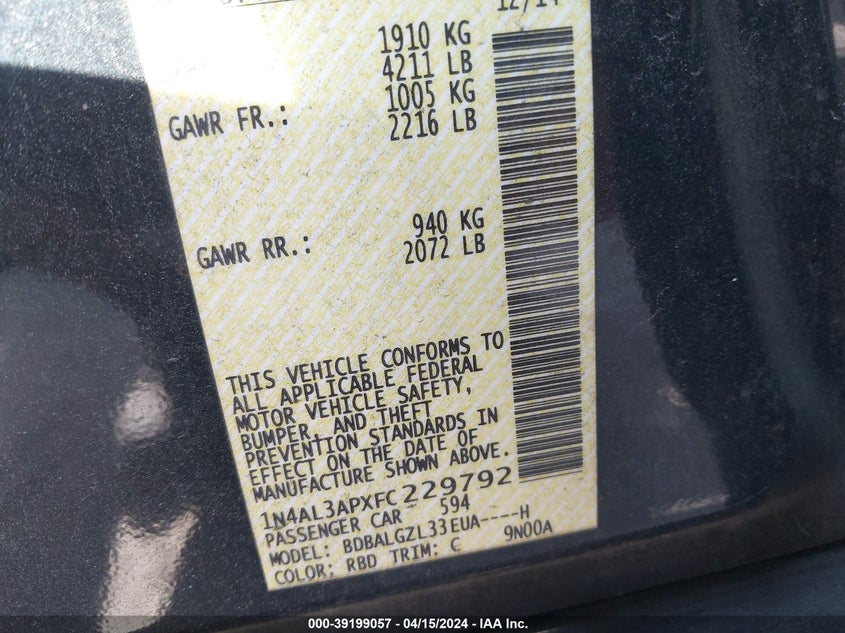 12/14
1910 KG
4211 LB
GAWR FR.: 1005 KG
2216 LB
GAWR RR.: 940 KG
2072 LB
THIS VEHICLE CONFORMS TO
ALL APPLICABLE FEDERAL
MOTOR VEHICLE SAFETY,
BUMPER, AND THEFT
PREVENTION STANDARDS IN
EFFECT ON THE DATE OF
MANUFACTURE SHOWN ABOVE.
1N4AL3APXFC229792
PASSENGER CAR 594
MODEL: BDBALGZL33EUA----H
COLOR: RBD TRIM: C 9N00A
000-39199057 - 04/15/2024 - IAA Inc.